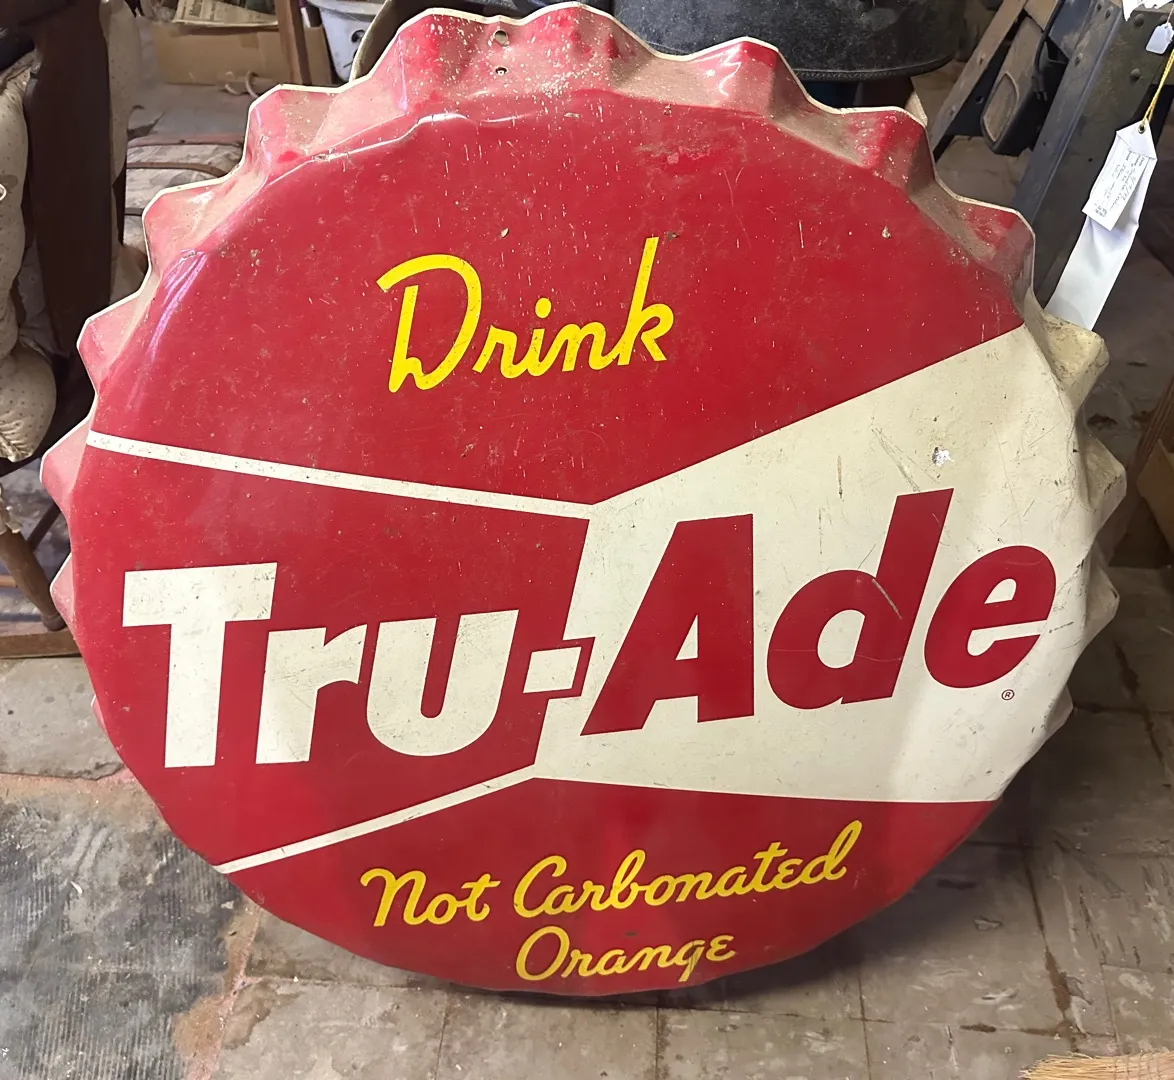 Drink
Tru-Ade
®
Not Carbonated
Orange